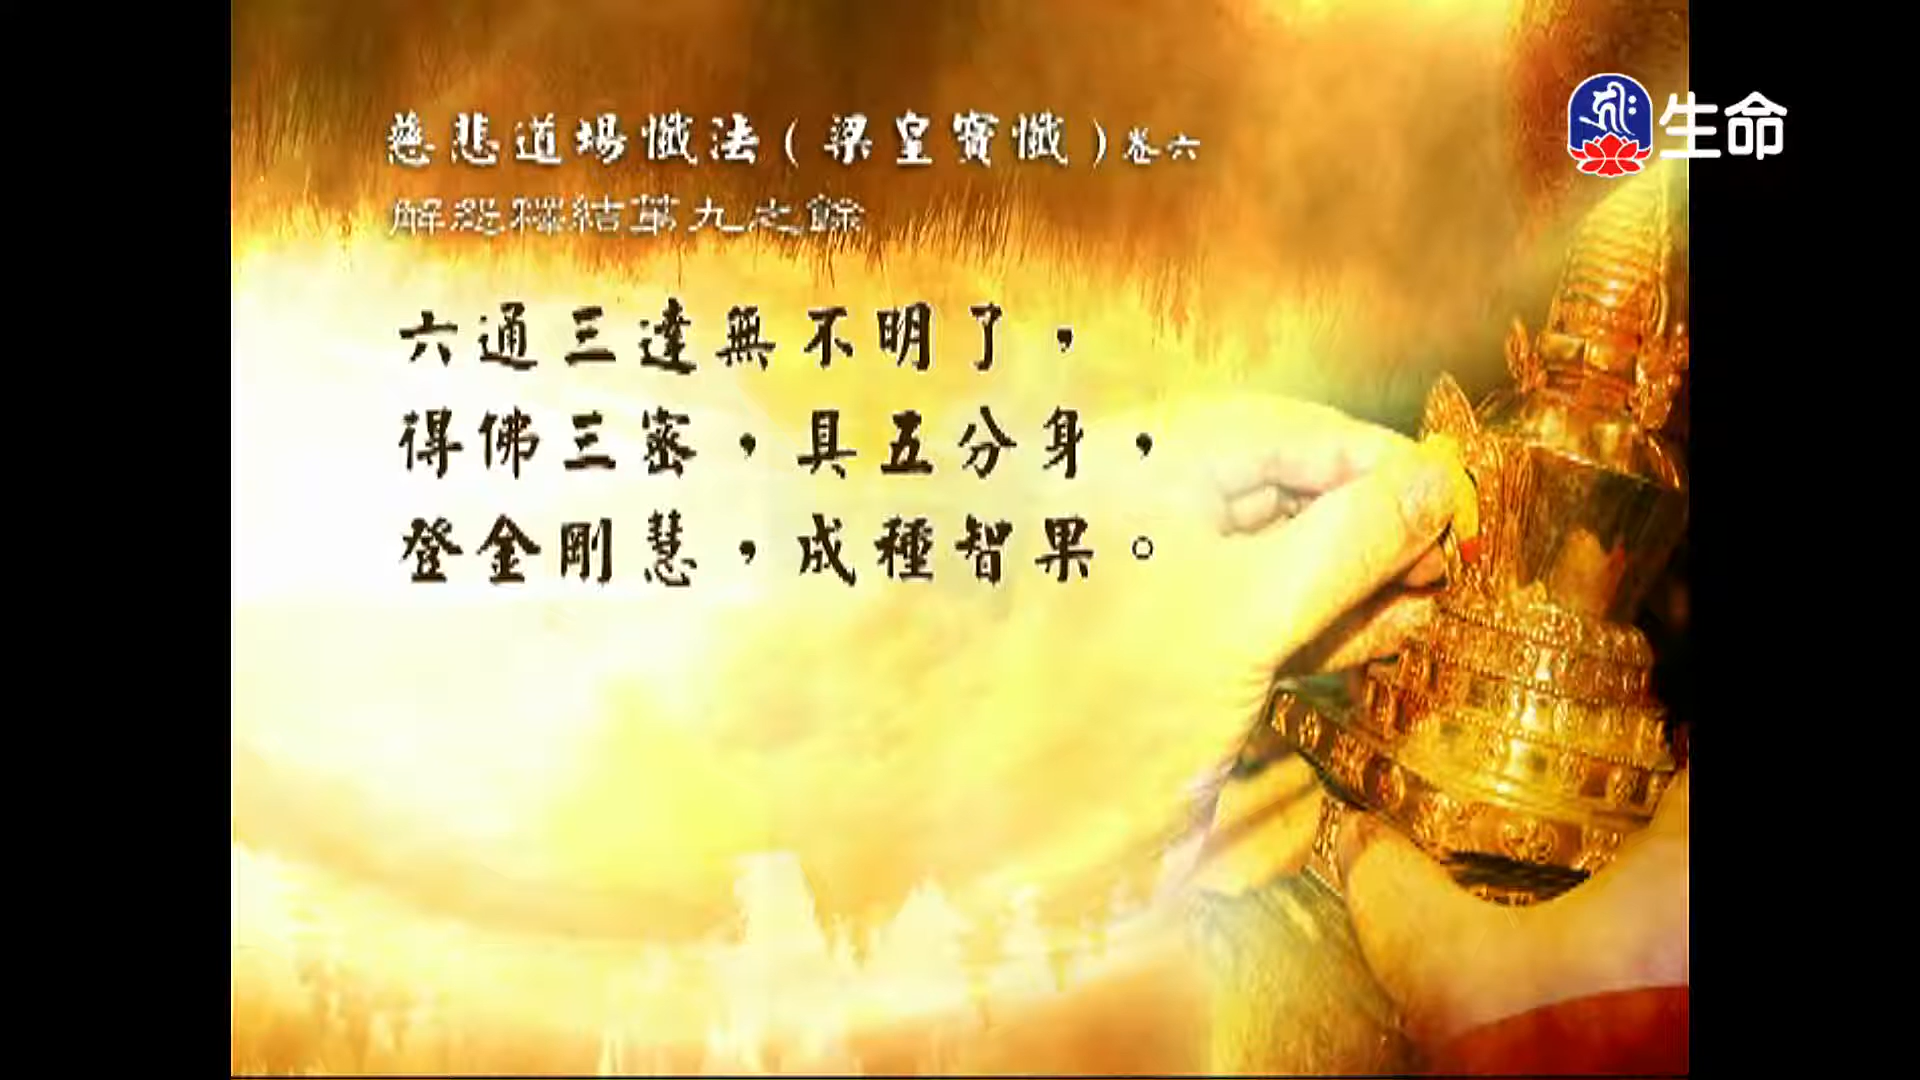 慈悲道場懺法(梁皇寶懺)卷六
解怨釋結第九之餘
六通三達無不明了，
得佛三密，具五分身，
登金剛慧，成種智果。
生命